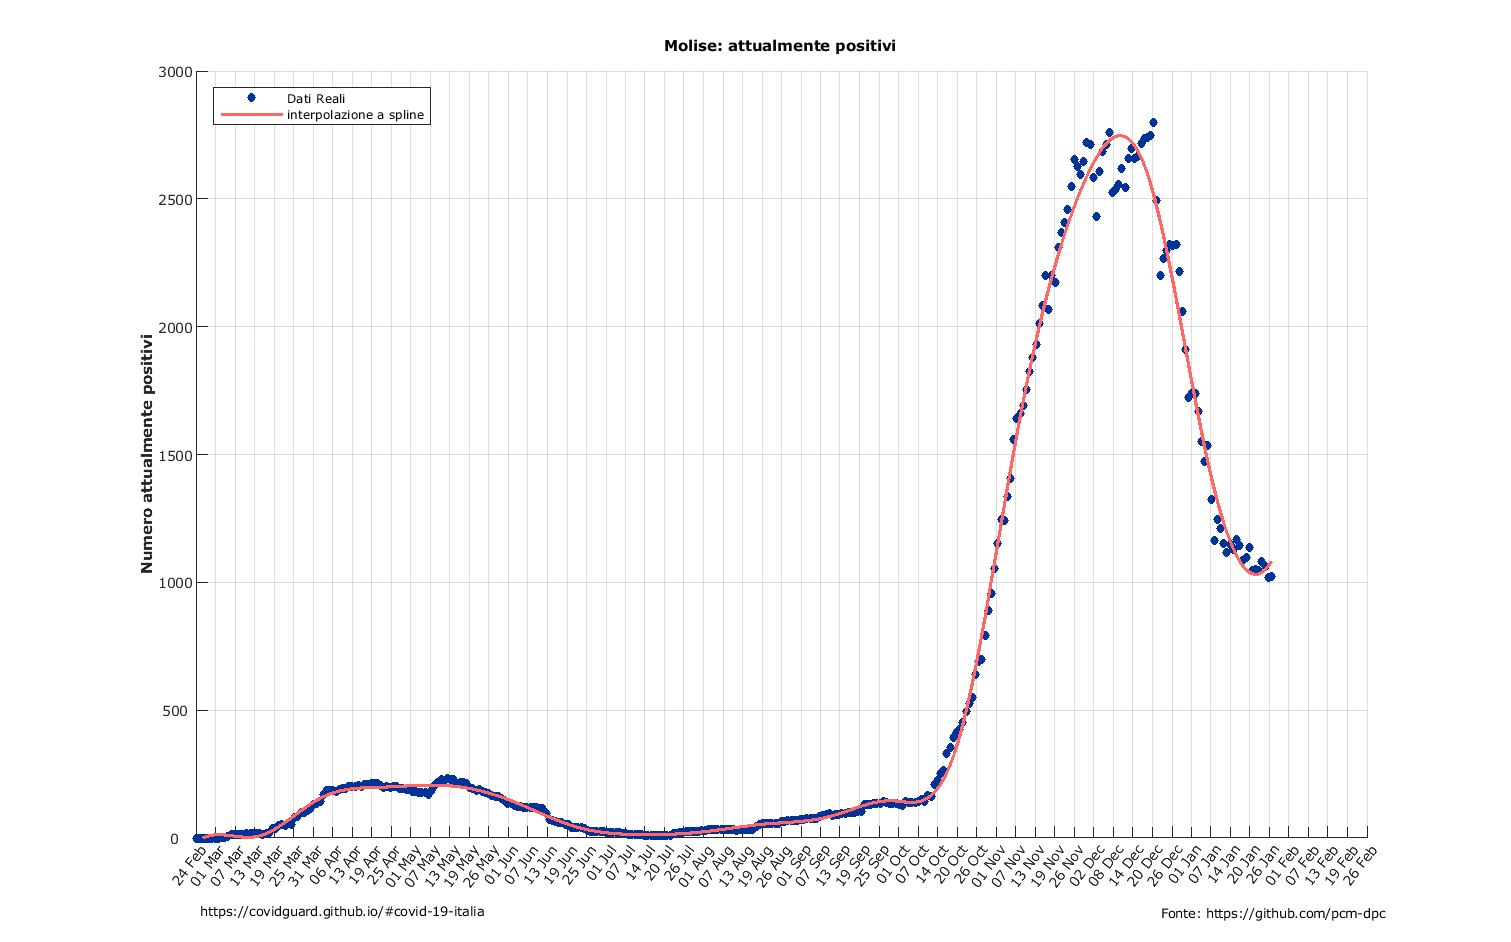 Molise: attualmente positivi
3000
Dati Reali
interpolazione a spline
2500
2000
1500
1000
500
0
Numero attualmente positivi
24 Feb
01 Mar
07 Mar
13 Mar
19 Mar
25 Mar
31 Mar
06 Apr
13 Apr
19 Apr
25 Apr
01 May
07 May
13 May
19 May
26 May
01 Jun
07 Jun
13 Jun
19 Jun
25 Jun
01 Jul
07 Jul
14 Jul
20 Jul
26 Jul
01 Aug
07 Aug
13 Aug
19 Aug
26 Aug
01 Sep
07 Sep
13 Sep
19 Sep
25 Sep
01 Oct
07 Oct
14 Oct
20 Oct
26 Oct
01 Nov
07 Nov
13 Nov
19 Nov
26 Nov
02 Dec
08 Dec
14 Dec
20 Dec
26 Dec
01 Jan
07 Jan
14 Jan
20 Jan
26 Jan
01 Feb
07 Feb
13 Feb
19 Feb
26 Feb
https://covidguard.github.io/#covid-19-italia
Fonte: https://github.com/pcm-dpc